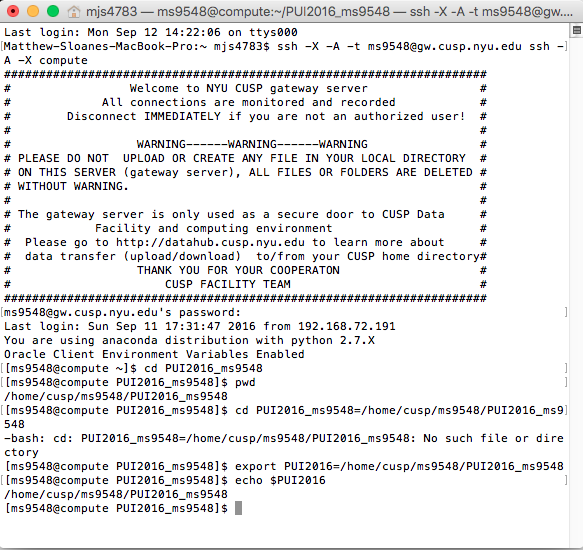 mjs4783 — ms9548@compute:~/PUI2016_ms9548 — ssh -X -A -t ms9548@gw....
Last login: Mon Sep 12 14:22:06 on ttys000
[Matthew-Sloanes-MacBook-Pro:~ mjs4783$ ssh -X -A -t ms9548@gw.cusp.nyu.edu ssh -]
A -X compute
######################################################################
# Welcome to NYU CUSP gateway server #
# All connections are monitored and recorded #
# Disconnect IMMEDIATELY if you are not an authorized user! #
# #
# WARNING------WARNING------WARNING #
# PLEASE DO NOT UPLOAD OR CREATE ANY FILE IN YOUR LOCAL DIRECTORY #
# ON THIS SERVER (gateway server), ALL FILES OR FOLDERS ARE DELETED #
# WITHOUT WARNING. #
# #
# The gateway server is only used as a secure door to CUSP Data #
# Facility and computing environment #
# Please go to http://datahub.cusp.nyu.edu to learn more about #
# data transfer (upload/download) to/from your CUSP home directory#
# THANK YOU FOR YOUR COOPERATON #
# CUSP FACILITY TEAM #
######################################################################
[ms9548@gw.cusp.nyu.edu's password: ]
Last login: Sun Sep 11 17:31:47 2016 from 192.168.72.191
You are using anaconda distribution with python 2.7.X
Oracle Client Environment Variables Enabled
[[ms9548@compute ~]$ cd PUI2016_ms9548 ]
[[ms9548@compute PUI2016_ms9548]$ pwd ]
/home/cusp/ms9548/PUI2016_ms9548
[[ms9548@compute PUI2016_ms9548]$ cd PUI2016_ms9548=/home/cusp/ms9548/PUI2016_ms9]
548
-bash: cd: PUI2016_ms9548=/home/cusp/ms9548/PUI2016_ms9548: No such file or dire
ctory
[ms9548@compute PUI2016_ms9548]$ export PUI2016=/home/cusp/ms9548/PUI2016_ms9548
[[ms9548@compute PUI2016_ms9548]$ echo $PUI2016 ]
/home/cusp/ms9548/PUI2016_ms9548
[ms9548@compute PUI2016_ms9548]$